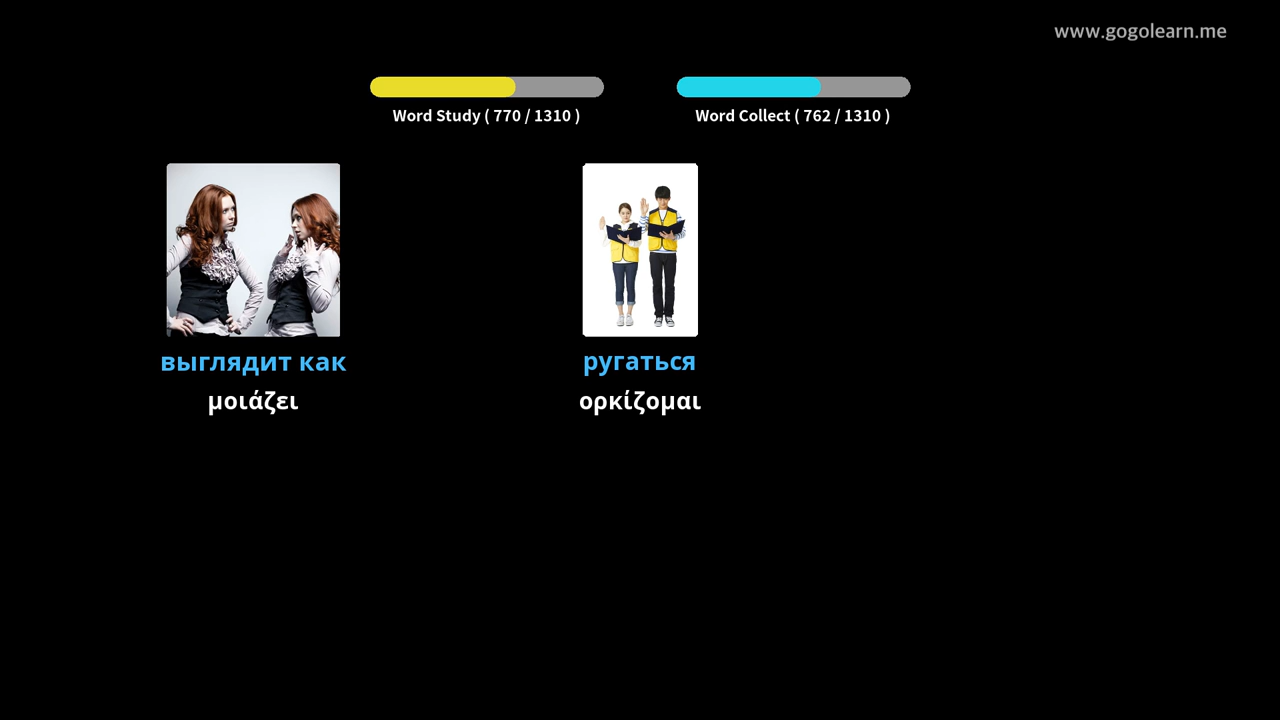 www.gogolearn.me
Word Study ( 770 / 1310 )
Word Collect ( 762 / 1310 )
выглядит как
μοιάζει
ругаться
ορκίζομαι